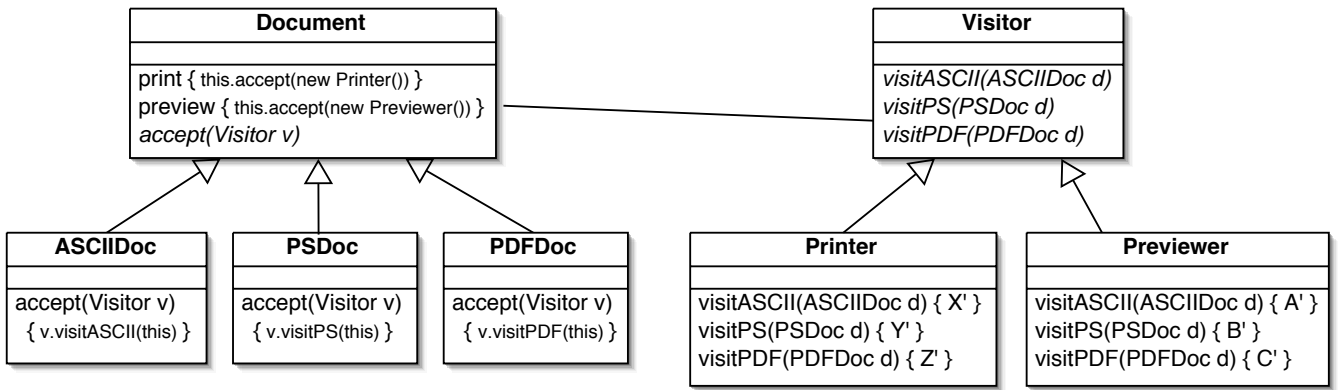 Document
print { this.accept(new Printer()) }
preview { this.accept(new Previewer()) }
accept(Visitor v)
Visitor
visitASCII(ASCIIDoc d)
visitPS(PSDoc d)
visitPDF(PDFDoc d)
ASCIIDoc
accept(Visitor v)
{ v.visitASCII(this) }
PSDoc
accept(Visitor v)
{ v.visitPS(this) }
PDFDoc
accept(Visitor v)
{ v.visitPDF(this) }
Printer
visitASCII(ASCIIDoc d) { X' }
visitPS(PSDoc d) { Y' }
visitPDF(PDFDoc d) { Z' }
Previewer
visitASCII(ASCIIDoc d) { A' }
visitPS(PSDoc d) { B' }
visitPDF(PDFDoc d) { C' }